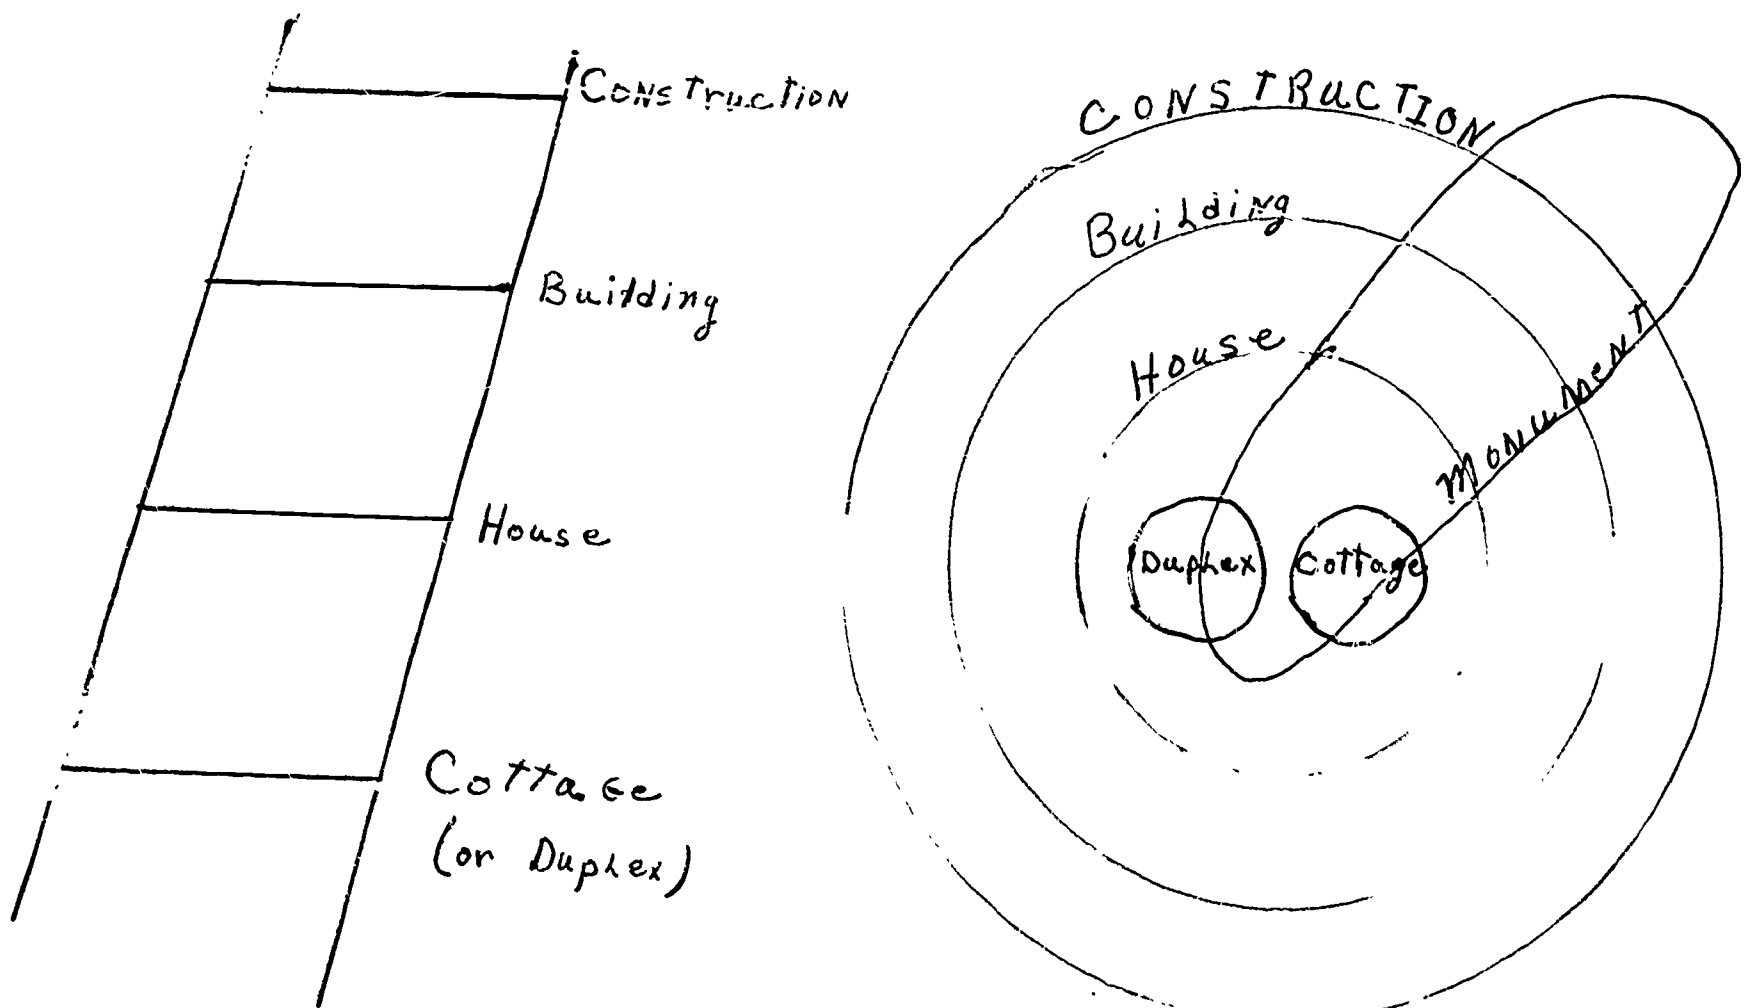 Construction
Building
House
Cottage
(or Duplex)
CONSTRUCTION
Building
House
Monument
Duplex
Cottage